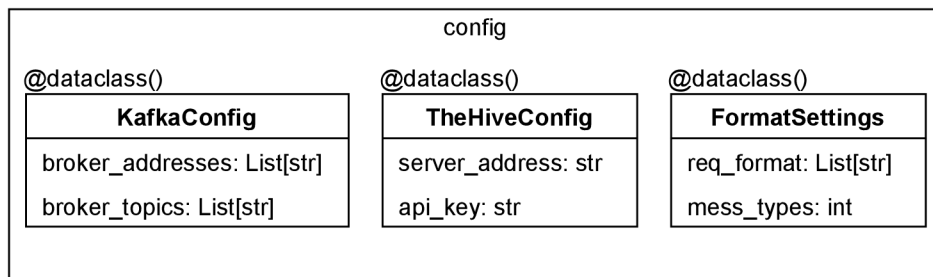 config
@dataclass()
KafkaConfig
broker_addresses: List[str]
broker_topics: List[str]
@dataclass()
TheHiveConfig
server_address: str
api_key: str
@dataclass()
FormatSettings
req_format: List[str]
mess_types: int